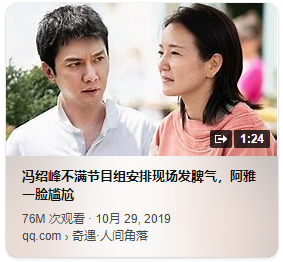 1:24
冯绍峰不满节目组安排现场发脾气，阿雅
一脸尴尬
76M 次观看 · 10月 29, 2019
qq.com › 奇遇·人间角落